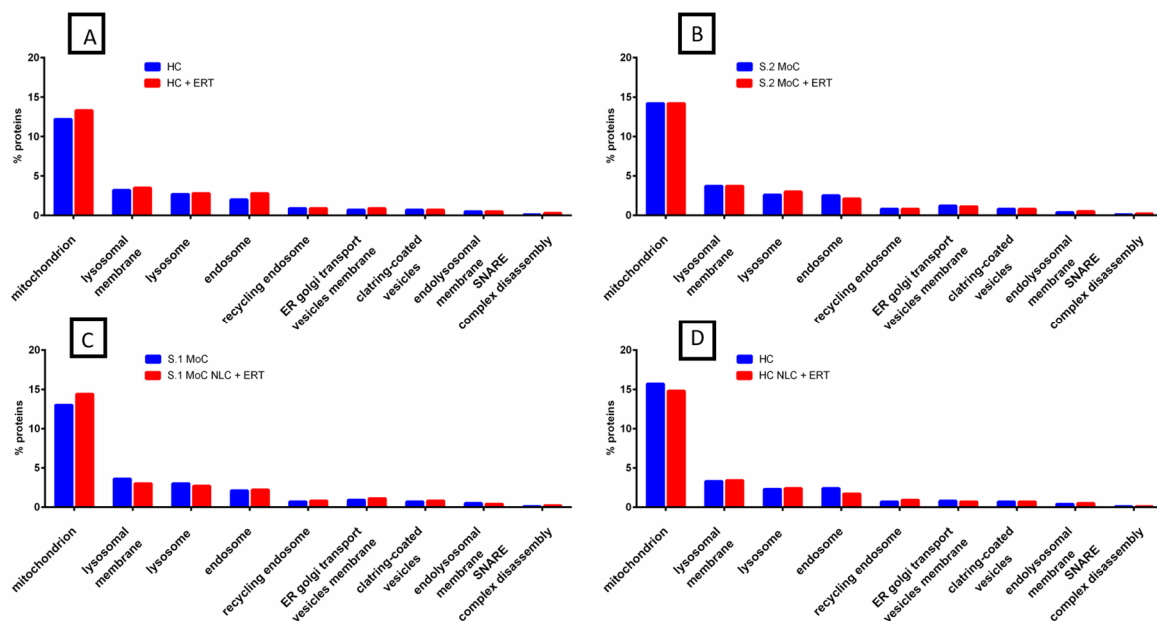 A
HC
HC + ERT
20
15
10
5
0
% proteins
mitochondrion
lysosomal
membrane
lysosome
endosome
recycling endosome
ER golgi transport
vesicles membrane
clatring-coated
vesicles
endolysosomal
membrane
SNARE
complex disassembly
B
S.2 MoC
S.2 MoC + ERT
20
15
10
5
0
% proteins
mitochondrion
lysosomal
membrane
lysosome
endosome
recycling endosome
ER golgi transport
vesicles membrane
clatring-coated
vesicles
endolysosomal
membrane
SNARE
complex disassembly
C
S.1 MoC
S.1 MoC NLC + ERT
20
15
10
5
0
% proteins
mitochondrion
lysosomal
membrane
lysosome
endosome
recycling endosome
ER golgi transport
vesicles membrane
clatring-coated
vesicles
endolysosomal
membrane
SNARE
complex disassembly
D
HC
HC NLC + ERT
20
15
10
5
0
% proteins
mitochondrion
lysosomal
membrane
lysosome
endosome
recycling endosome
ER golgi transport
vesicles membrane
clatring-coated
vesicles
endolysosomal
membrane
SNARE
complex disassembly